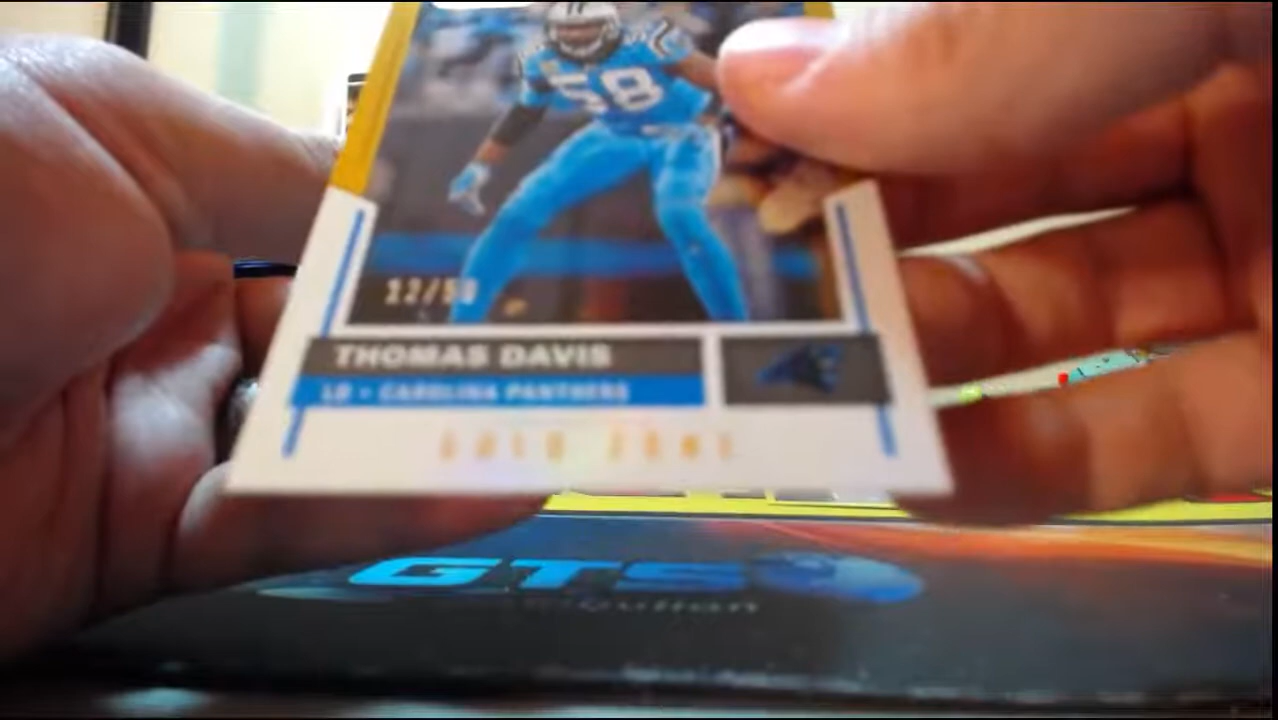 58
12/50
THOMAS DAVIS
LB • CAROLINA PANTHERS
GOLD ZONE
GTS